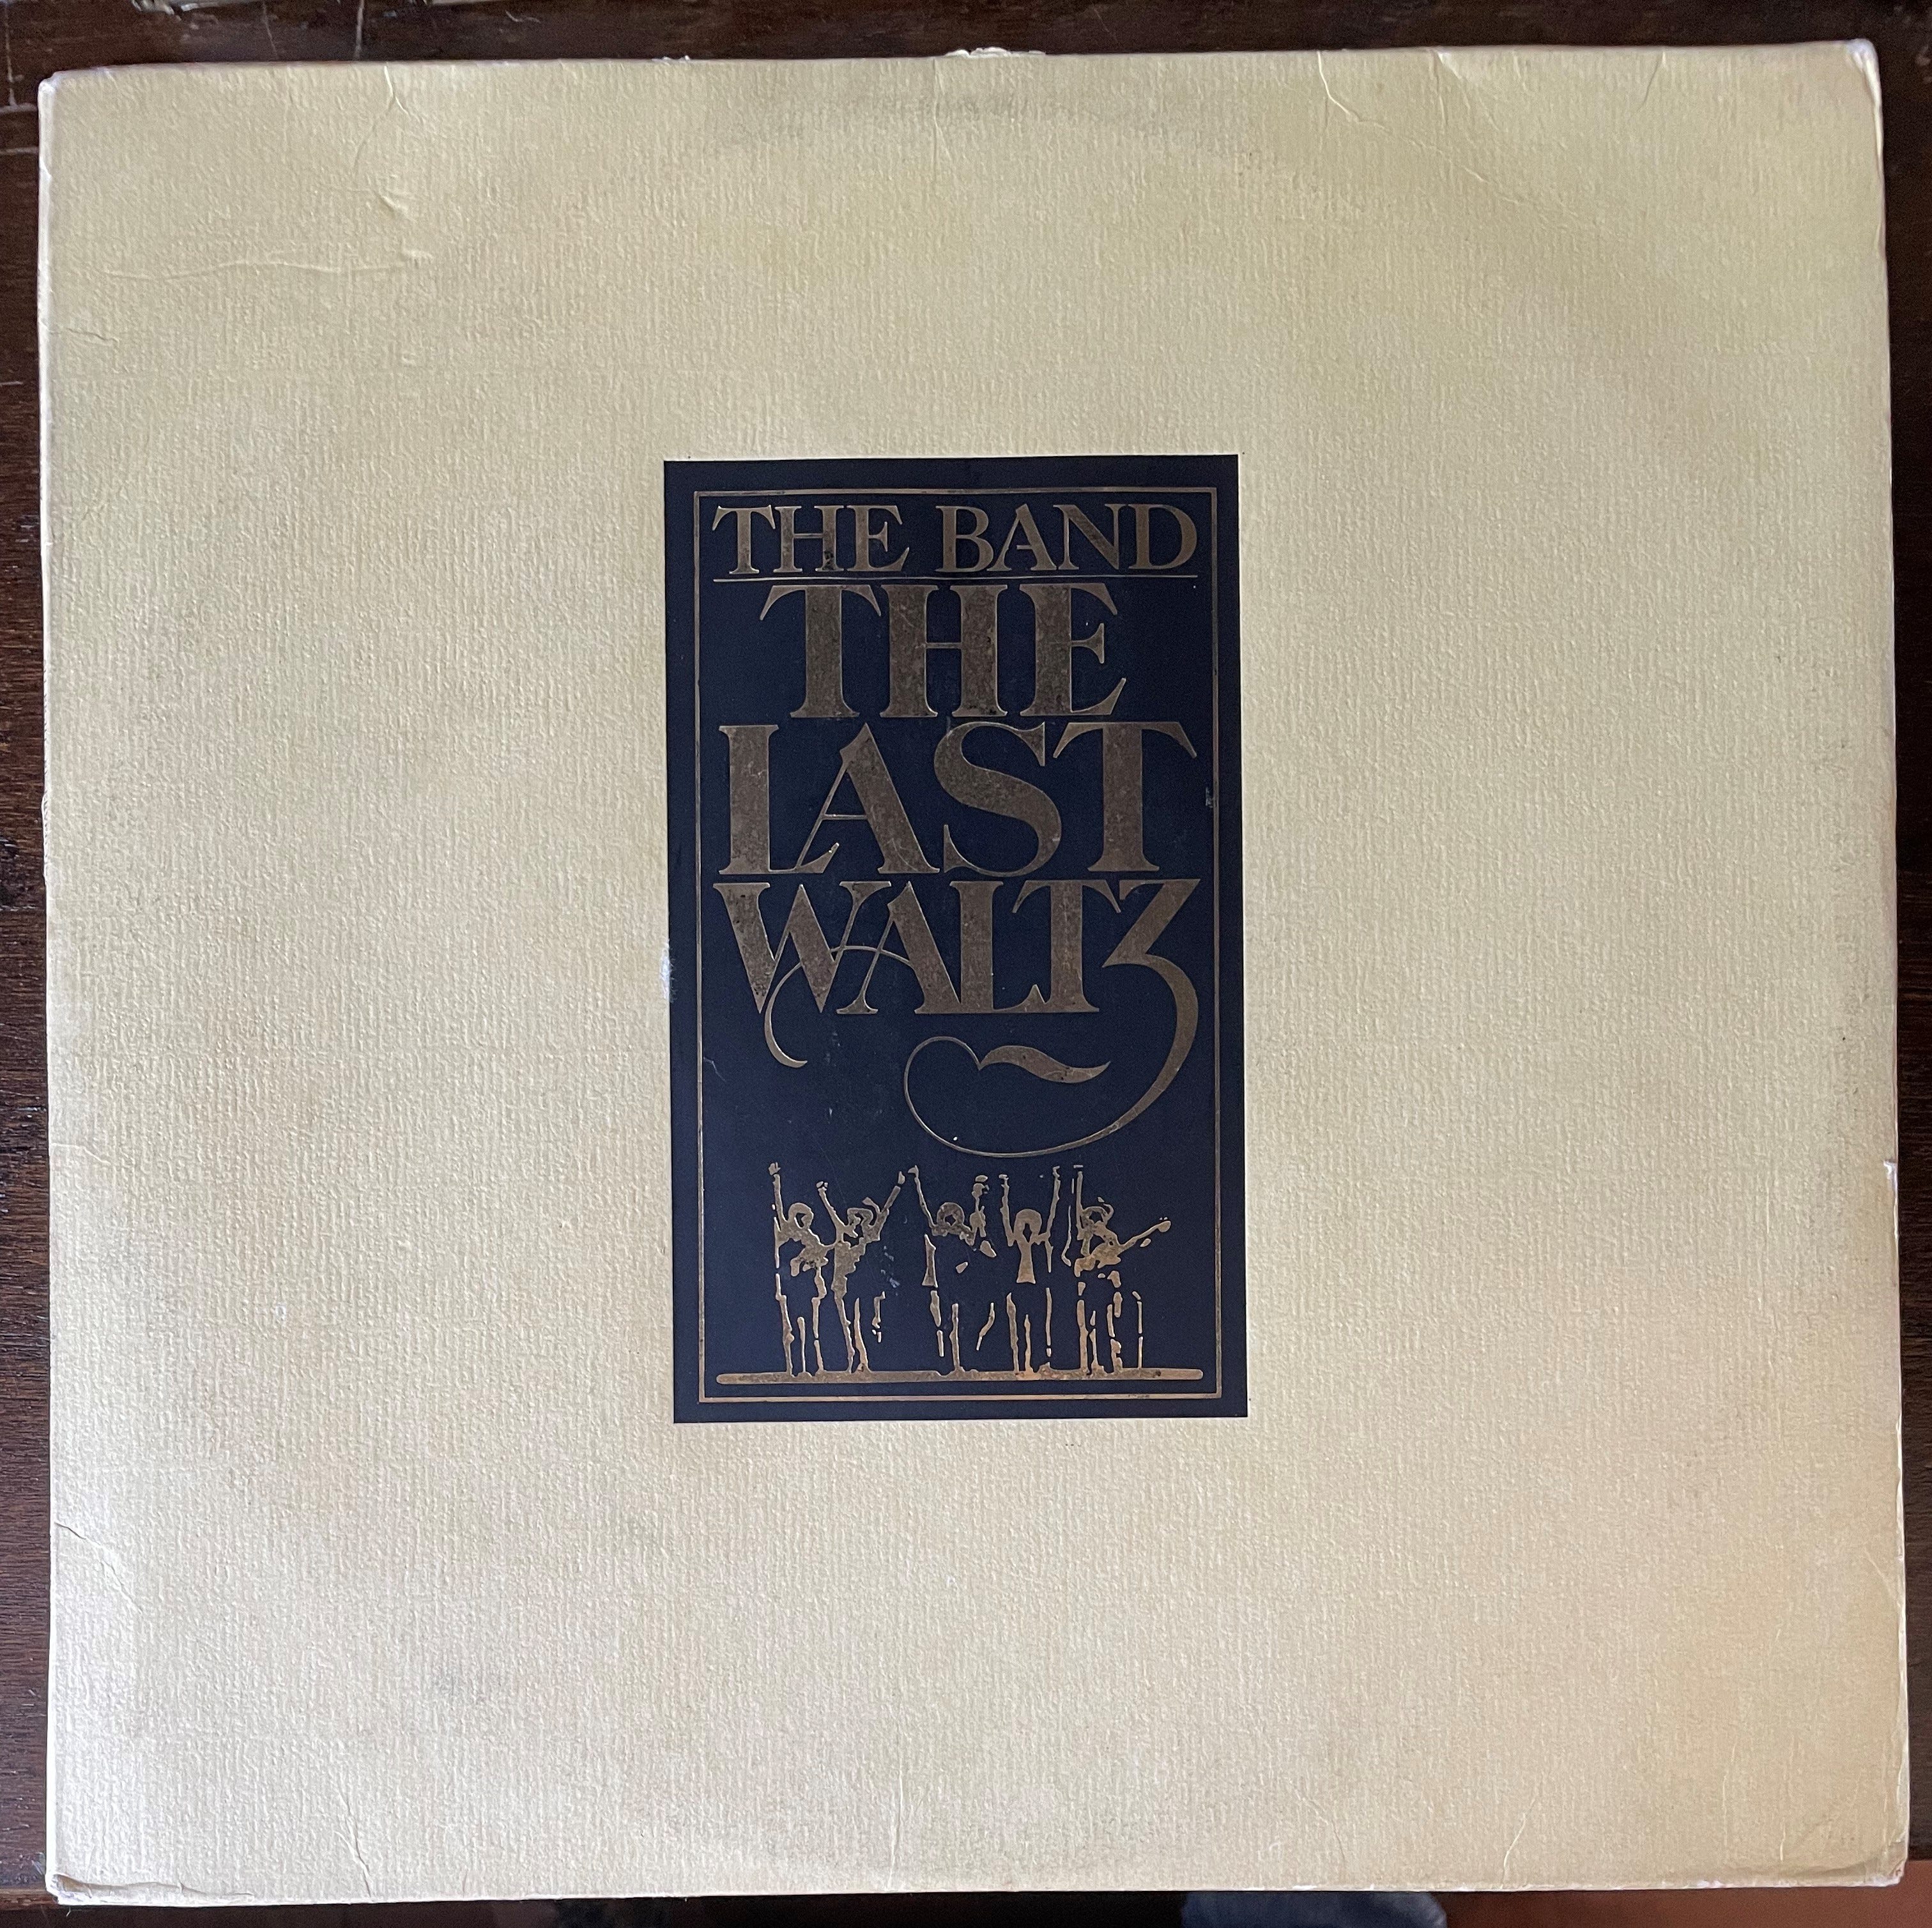 THE BAND
THE
LAST
WALTZ